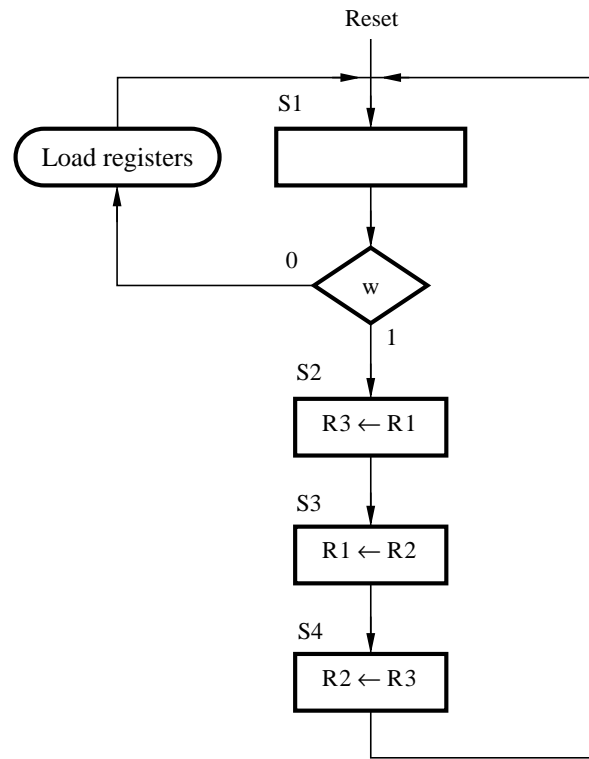 Reset
S1
Load registers
0
w
1
S2
R3 ← R1
S3
R1 ← R2
S4
R2 ← R3